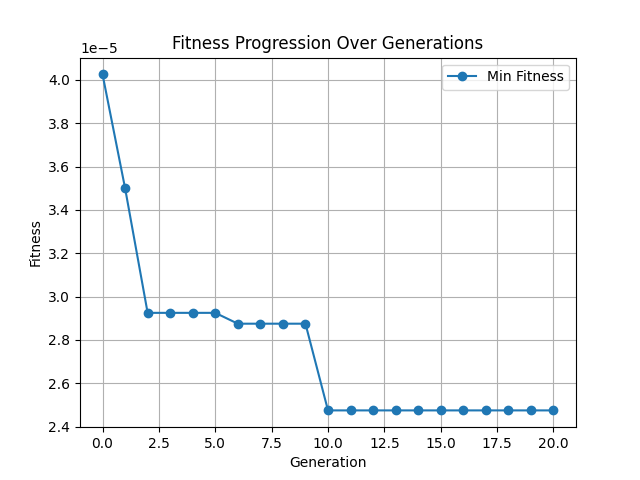 Fitness Progression Over Generations
1e−5
Min Fitness
4.0
3.8
3.6
3.4
3.2
3.0
2.8
2.6
2.4
Fitness
0.0 2.5 5.0 7.5 10.0 12.5 15.0 17.5 20.0
Generation